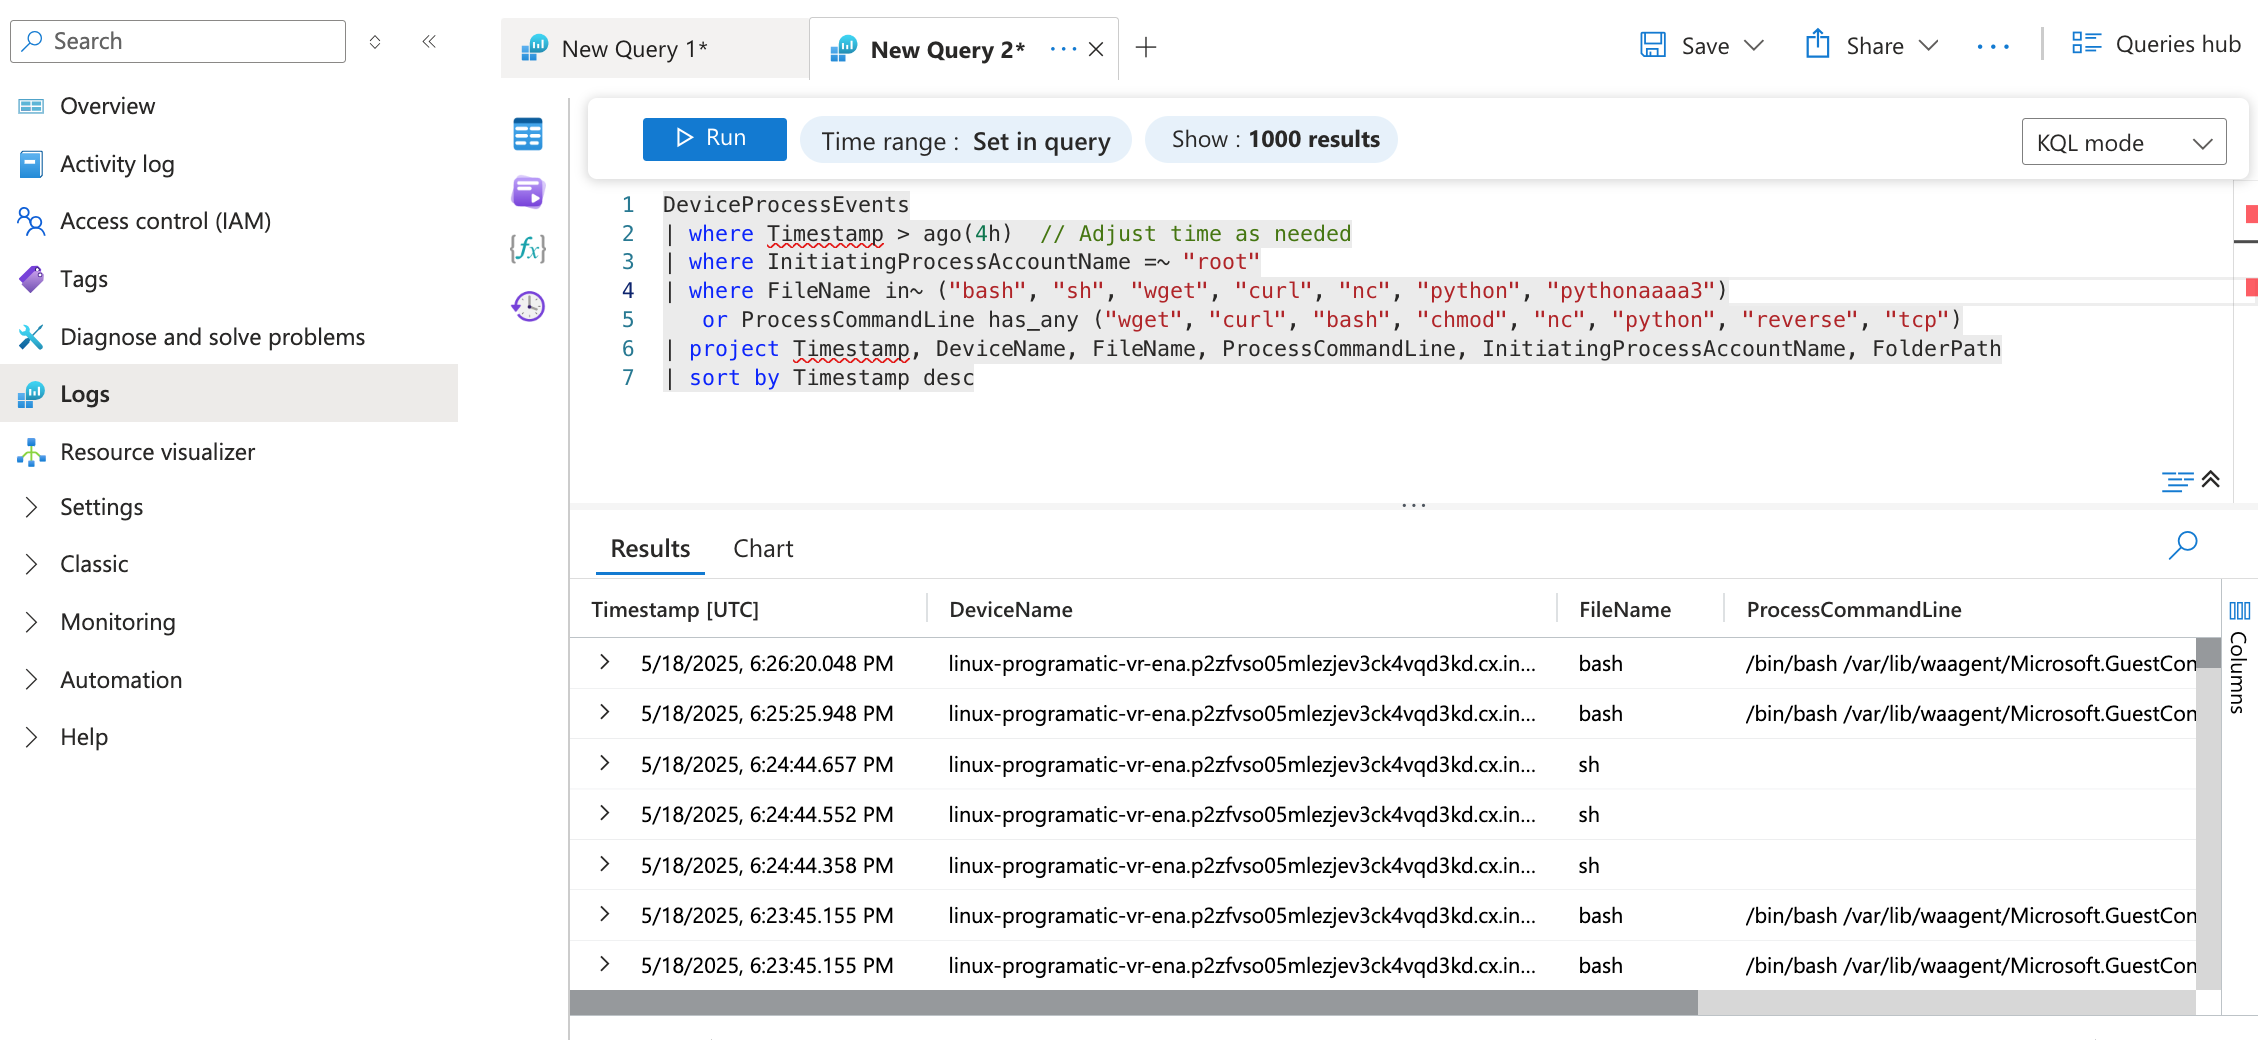 Search
Overview
Activity log
Access control (IAM)
Tags
Diagnose and solve problems
Logs
Resource visualizer
Settings
Classic
Monitoring
Automation
Help
New Query 1*
New Query 2*
Save
Share
Queries hub
Run
Time range : Set in query
Show : 1000 results
KQL mode
1 DeviceProcessEvents
2 | where Timestamp > ago(4h)  // Adjust time as needed
3 | where InitiatingProcessAccountName =~ "root"
4 | where FileName in~ ("bash", "sh", "wget", "curl", "nc", "python", "pythonaaaa3")
5 or ProcessCommandLine has_any ("wget", "curl", "bash", "chmod", "nc", "python", "reverse", "tcp")
6 | project Timestamp, DeviceName, FileName, ProcessCommandLine, InitiatingProcessAccountName, FolderPath
7 | sort by Timestamp desc
Results Chart
Timestamp [UTC] DeviceName FileName ProcessCommandLine
5/18/2025, 6:26:20.048 PM linux-programatic-vr-ena.p2zfvso05mlezjev3ck4vqd3kd.cx.in... bash /bin/bash /var/lib/waagent/Microsoft.GuestCon
5/18/2025, 6:25:25.948 PM linux-programatic-vr-ena.p2zfvso05mlezjev3ck4vqd3kd.cx.in... bash /bin/bash /var/lib/waagent/Microsoft.GuestCon
5/18/2025, 6:24:44.657 PM linux-programatic-vr-ena.p2zfvso05mlezjev3ck4vqd3kd.cx.in... sh
5/18/2025, 6:24:44.552 PM linux-programatic-vr-ena.p2zfvso05mlezjev3ck4vqd3kd.cx.in... sh
5/18/2025, 6:24:44.358 PM linux-programatic-vr-ena.p2zfvso05mlezjev3ck4vqd3kd.cx.in... sh
5/18/2025, 6:23:45.155 PM linux-programatic-vr-ena.p2zfvso05mlezjev3ck4vqd3kd.cx.in... bash /bin/bash /var/lib/waagent/Microsoft.GuestCon
5/18/2025, 6:23:45.155 PM linux-programatic-vr-ena.p2zfvso05mlezjev3ck4vqd3kd.cx.in... bash /bin/bash /var/lib/waagent/Microsoft.GuestCon
Columns